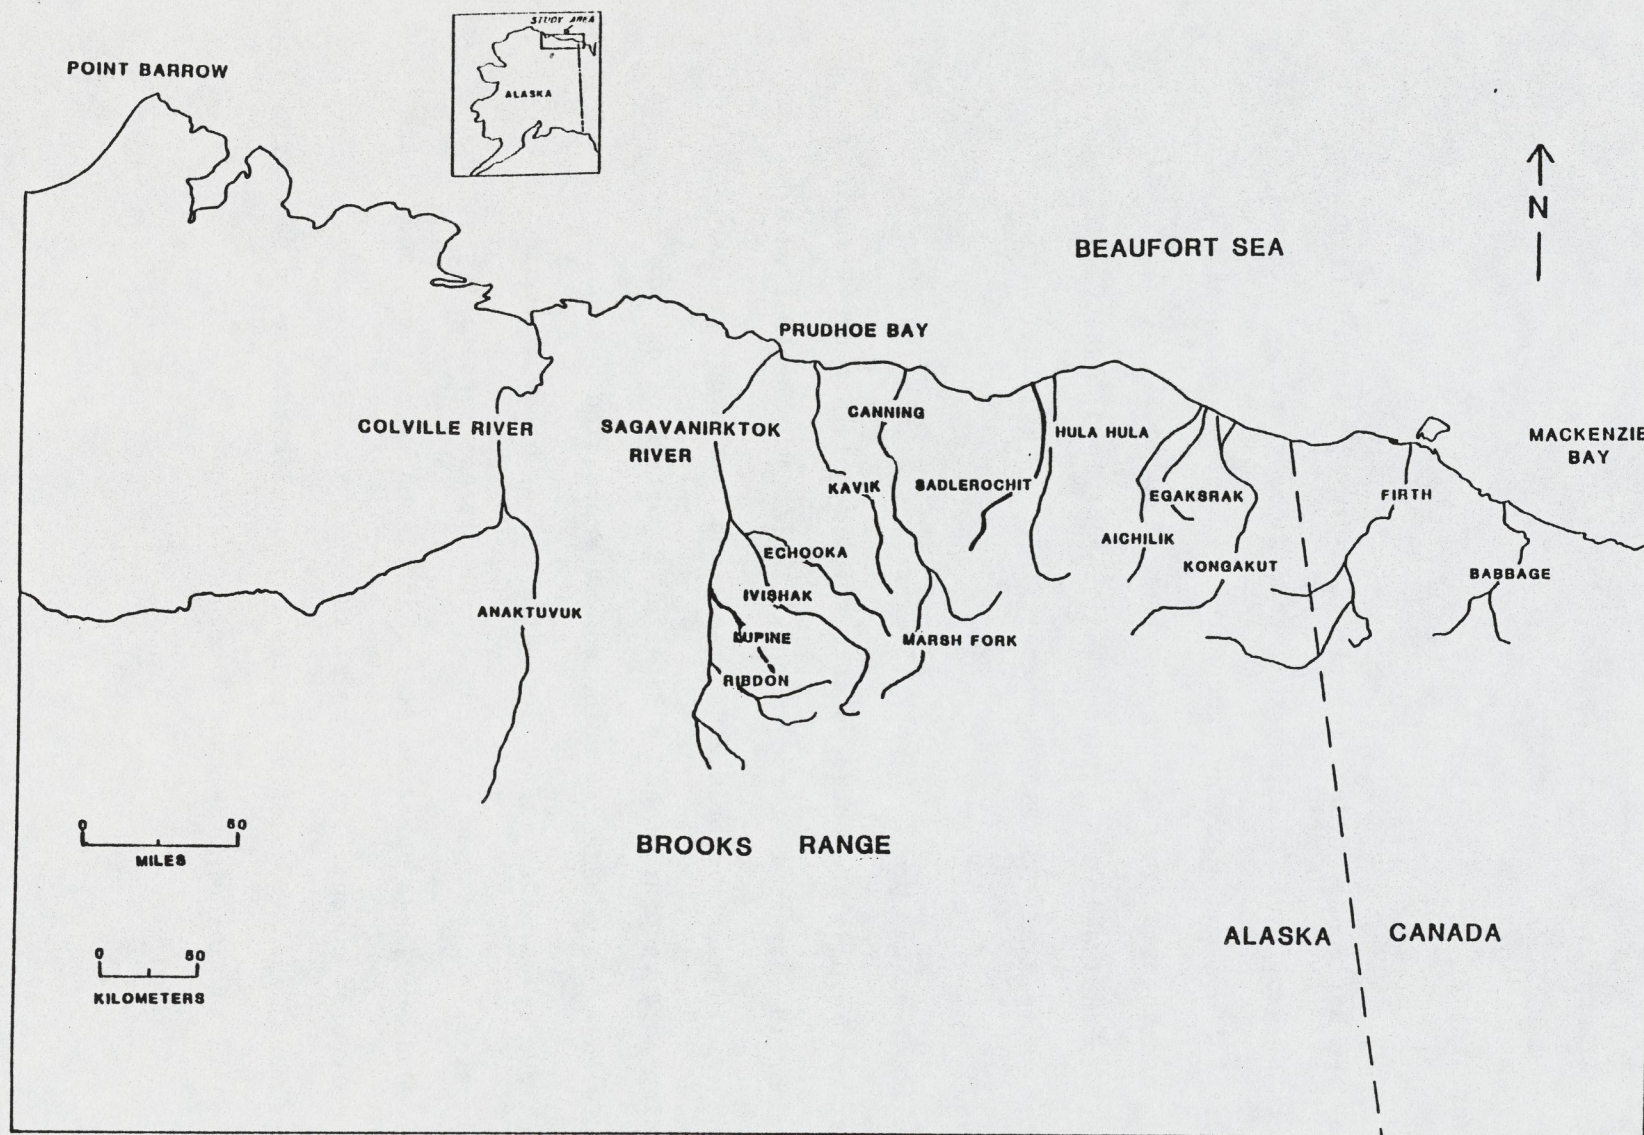 STUDY AREA
ALASKA
POINT BARROW
N
BEAUFORT SEA
PRUDHOE BAY
COLVILLE RIVER
SAGAVANIRKTOK
RIVER
CANNING
HULA HULA
MACKENZIE
BAY
KAVIK
SADLEROCHIT
EGAKSRAK
FIRTH
ECHOOKA
AICHILIK
KONGAKUT
BABBAGE
IVISHAK
ANAKTUVUK
LUPINE
MARSH FORK
RIBDON
0 50
MILES
BROOKS RANGE
ALASKA
CANADA
0 50
KILOMETERS